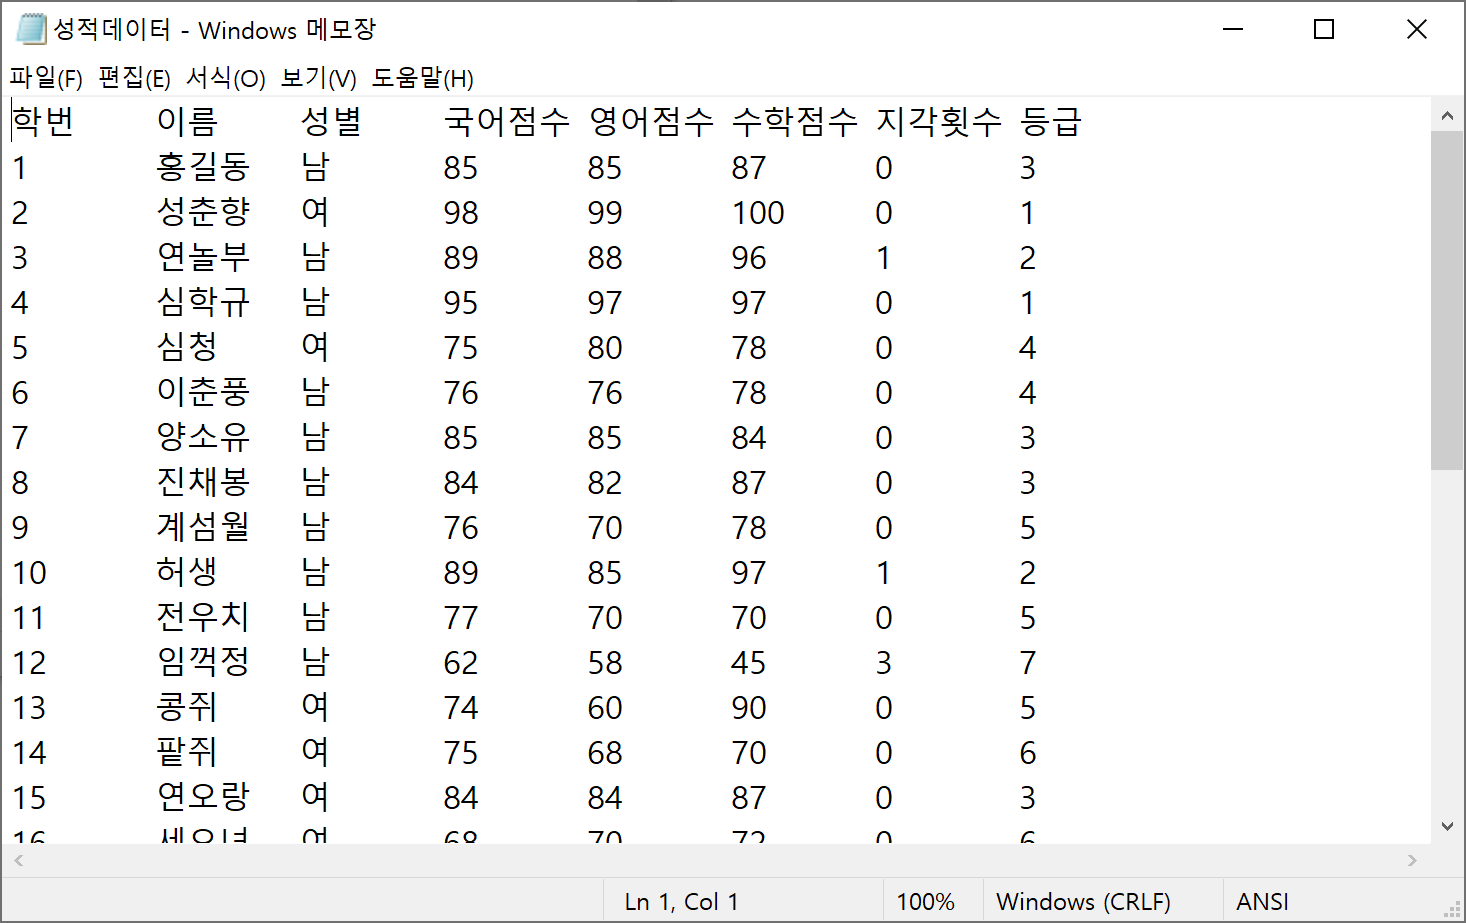 성적데이터 - Windows 메모장
파일(F) 편집(E) 서식(O) 보기(V) 도움말(H)
학번 이름 성별 국어점수 영어점수 수학점수 지각횟수 등급
1 홍길동 남 85 85 87 0 3
2 성춘향 여 98 99 100 0 1
3 연놀부 남 89 88 96 1 2
4 심학규 남 95 97 97 0 1
5 심청 여 75 80 78 0 4
6 이춘풍 남 76 76 78 0 4
7 양소유 남 85 85 84 0 3
8 진채봉 남 84 82 87 0 3
9 계섬월 남 76 70 78 0 5
10 허생 남 89 85 97 1 2
11 전우치 남 77 70 70 0 5
12 임꺽정 남 62 58 45 3 7
13 콩쥐 여 74 60 90 0 5
14 팥쥐 여 75 68 70 0 6
15 연오랑 여 84 84 87 0 3
16 세오녀 여 68 70 72 0 6
Ln 1, Col 1 100% Windows (CRLF) ANSI